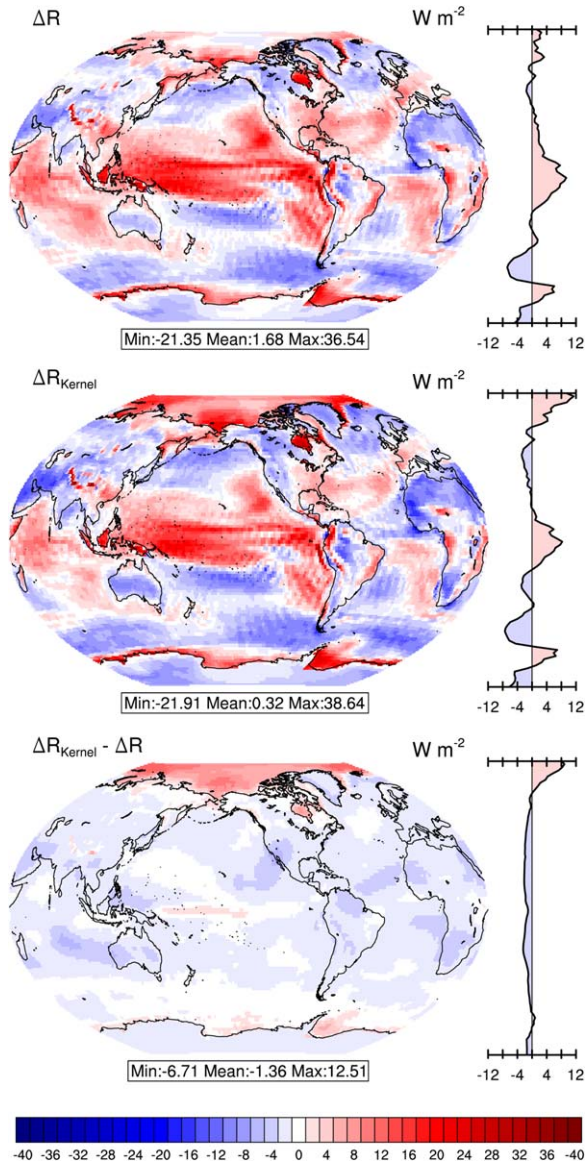 ΔR W m⁻²
Min:-21.35 Mean:1.68 Max:36.54
-12 -4 4 12
ΔR_Kernel W m⁻²
Min:-21.91 Mean:0.32 Max:38.64
-12 -4 4 12
ΔR_Kernel - ΔR W m⁻²
Min:-6.71 Mean:-1.36 Max:12.51
-12 -4 4 12
-40 -36 -28 -24 -20 -16 -12 -8 -4 0 4 8 12 16 20 24 28 36 -40